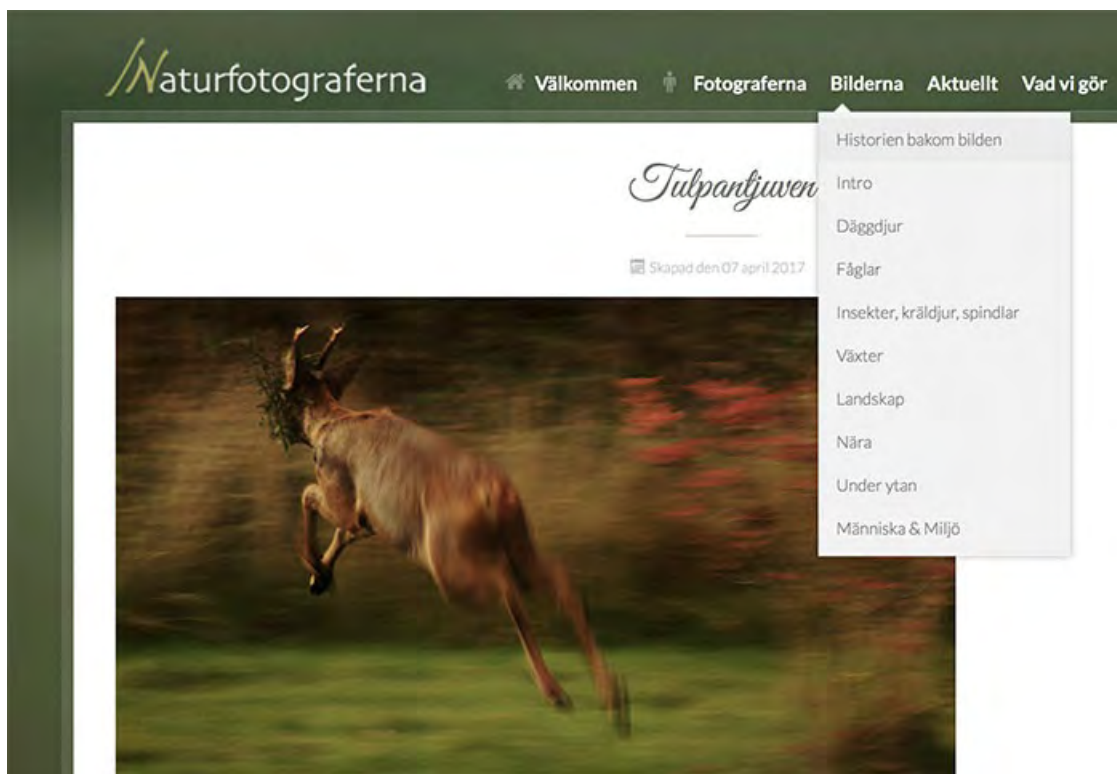 Naturfotograferna
Välkommen Fotograferna Bilderna Aktuellt Vad vi gör
Historien bakom bilden
Intro
Däggdjur
Fåglar
Insekter, kräldjur, spindlar
Växter
Landskap
Nära
Under ytan
Människa & Miljö
Tulpantjuven
Skapad den 07 april 2017